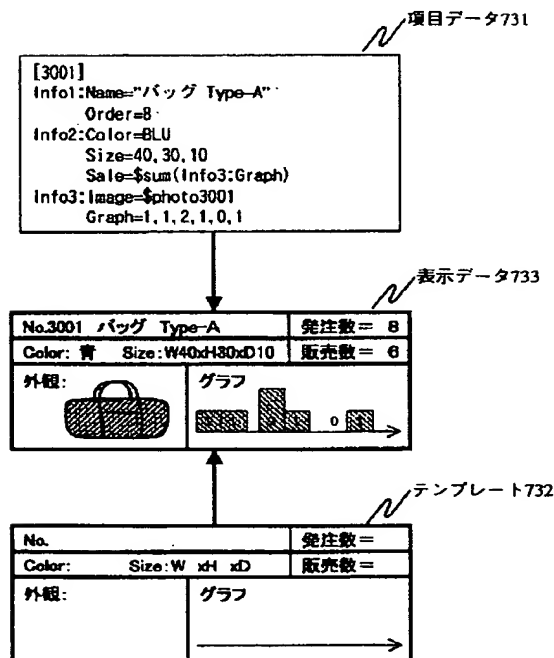 項目データ731
[3001]
Info1:Name="バッグ Type-A"
Order=8
Info2:Color=BLU
Size=40,30,10
Sale=$sum(Info3:Graph)
Info3:Image=$photo3001
Graph=1,1,2,1,0,1
表示データ733
No.3001 バッグ Type-A 発注数= 8
Color: 青 Size:W40xH30xD10 販売数= 6
外観: グラフ
0
テンプレート732
No. 発注数=
Color: Size:W xH xD 販売数=
外観: グラフ